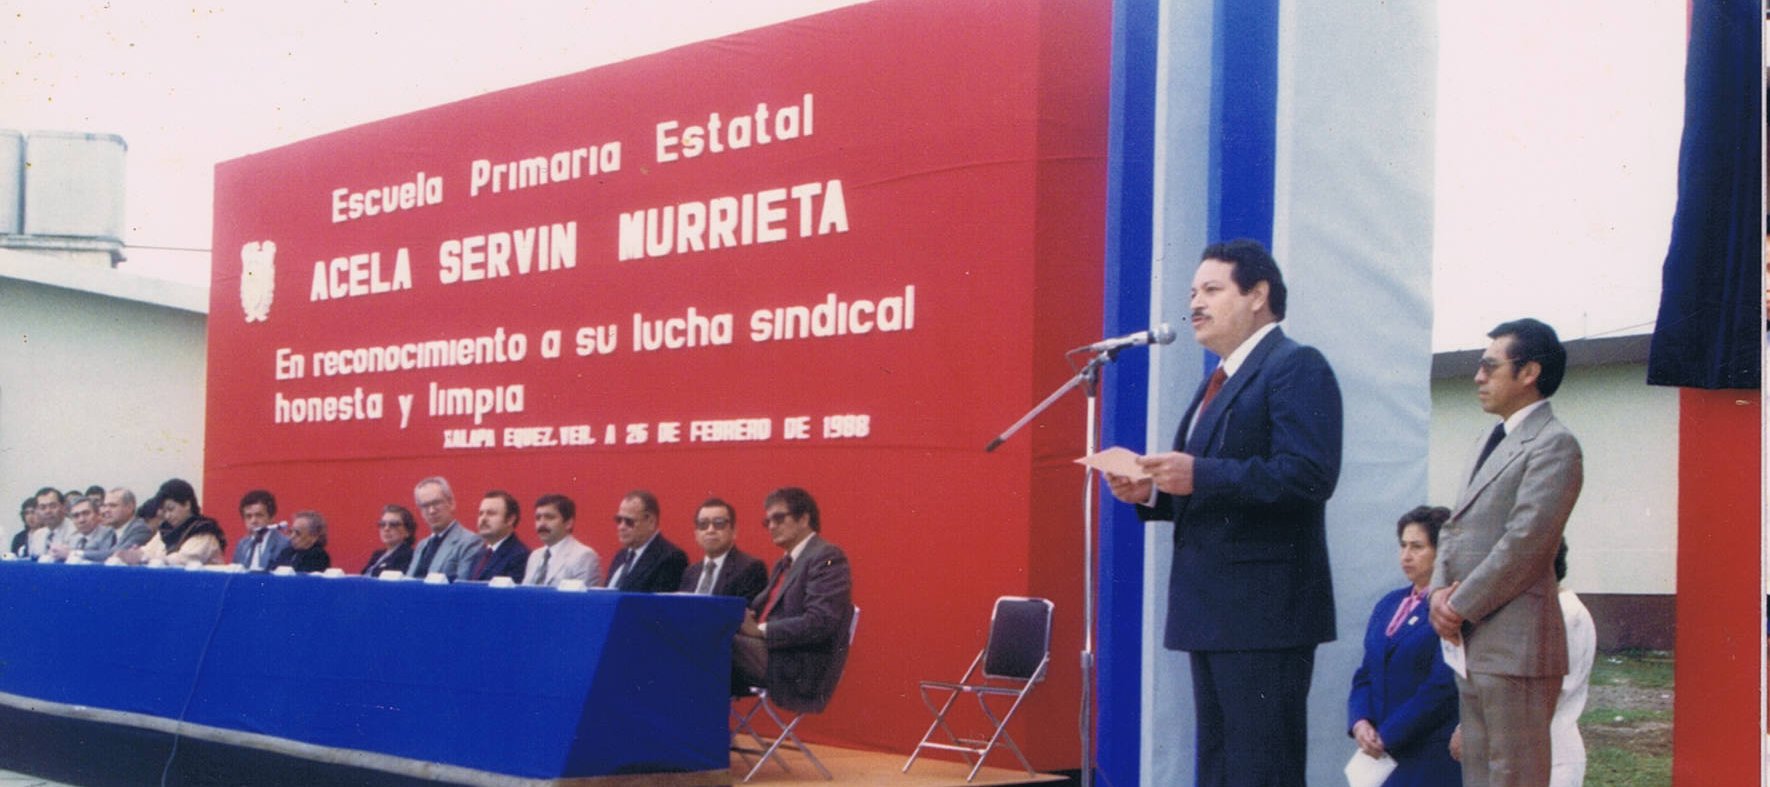 Escuela Primaria Estatal
ACELA SERVIN MURRIETA
En reconocimiento a su lucha sindical
honesta y limpia
XALAPA EQUEZ. VER. A 26 DE FEBRERO DE 1988